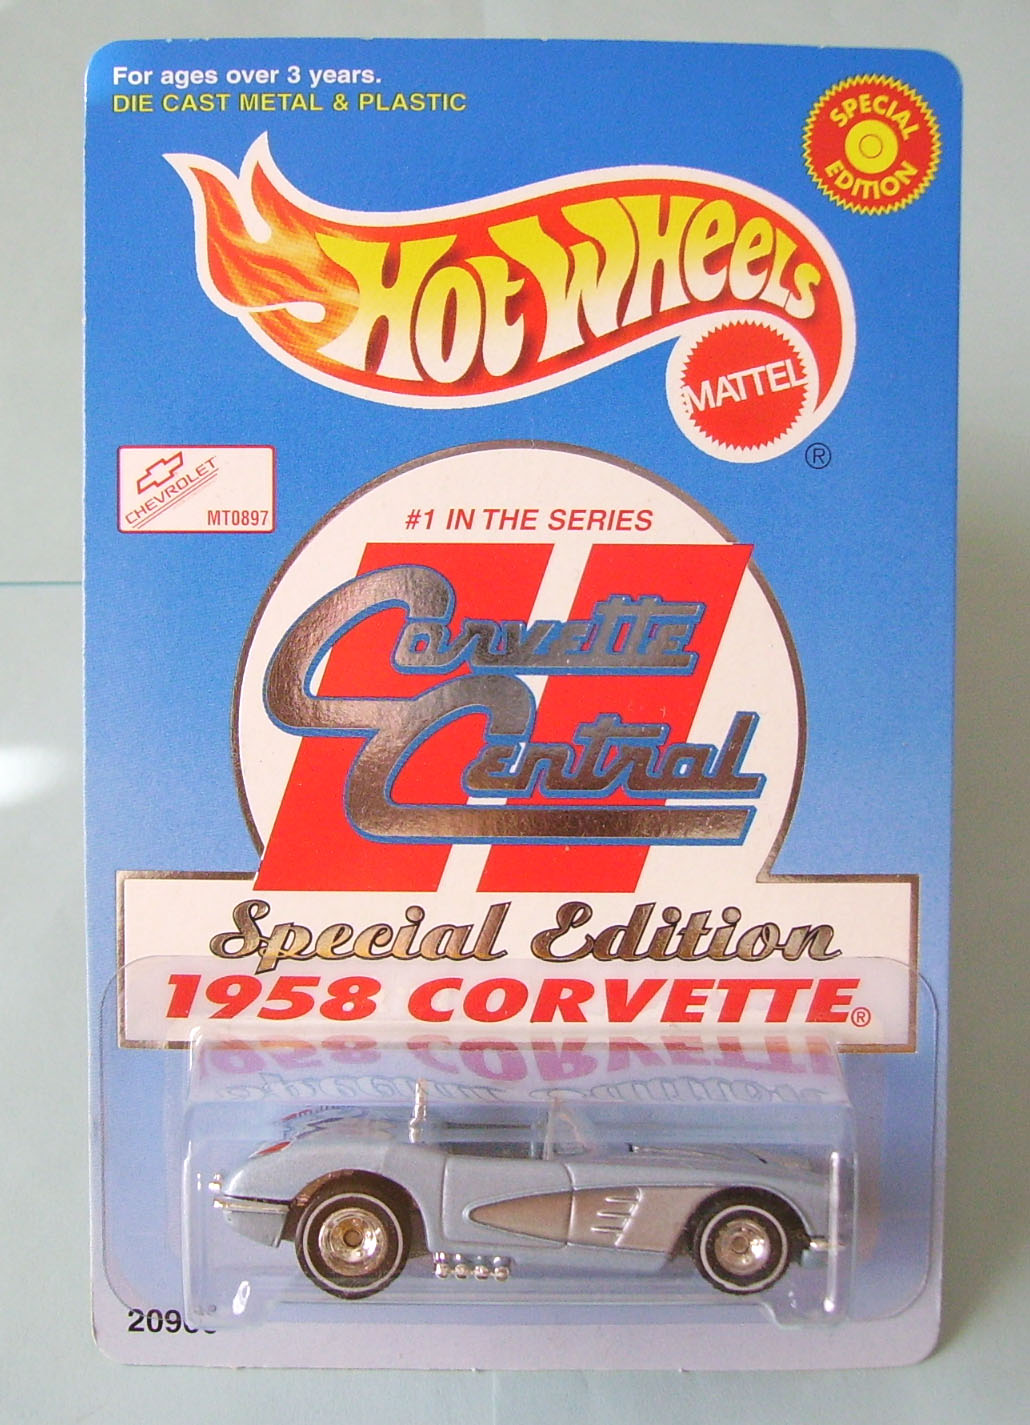 For ages over 3 years.
DIE CAST METAL & PLASTIC
SPECIAL EDITION
HOT WHEELS
MATTEL
®
CHEVROLET
MT0897
#1 IN THE SERIES
Corvette
Central
Special Edition
1958 CORVETTE®